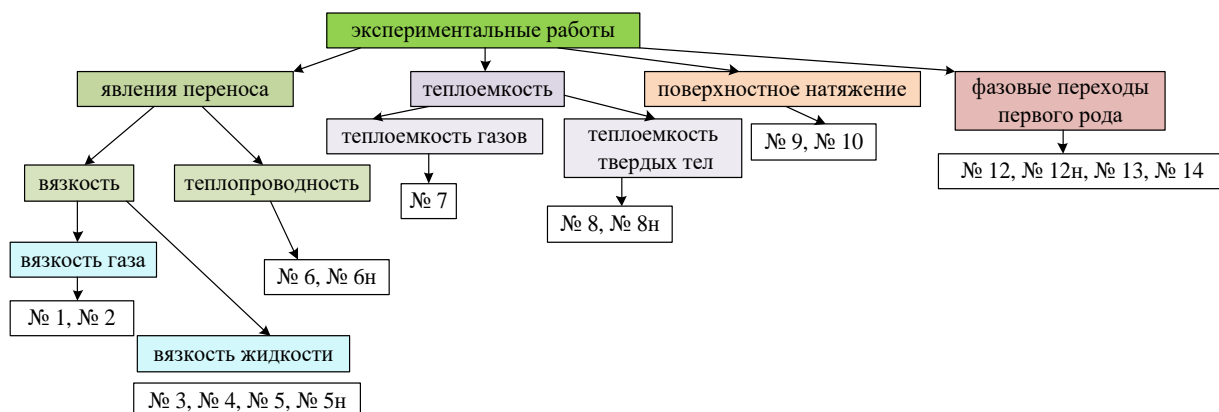 экспериментальные работы
явления переноса
теплоемкость
поверхностное натяжение
фазовые переходы
первого рода
теплоемкость газов
теплоемкость
твердых тел
№ 9, № 10
№ 12, № 12н, № 13, № 14
вязкость
теплопроводность
№ 7
№ 8, № 8н
вязкость газа
№ 6, № 6н
№ 1, № 2
вязкость жидкости
№ 3, № 4, № 5, № 5н